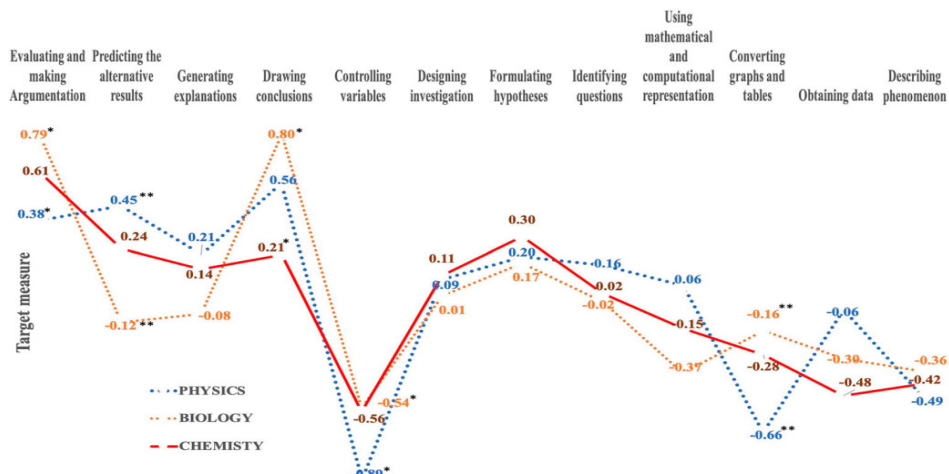 Evaluating and
making
Argumentation
Predicting the
alternative
results
Generating
explanations
Drawing
conclusions
Controlling
variables
Designing
investigation
Formulating
hypotheses
Identifying
questions
Using
mathematical
and
computational
representation
Converting
graphs and
tables
Obtaining data
Describing
phenomenon
Target measure
0.79*
0.61
0.38*
0.45**
0.24
-0.12**
0.21
0.14
-0.08
0.80*
0.56
0.21*
-0.54*
-0.56
0.11
0.09
0.01
0.30
0.20
0.17
0.16
-0.02
-0.02
0.06
-0.15
-0.37
-0.16**
-0.28
-0.66**
-0.06
-0.30
-0.48
-0.36
-0.42
-0.49
PHYSICS
BIOLOGY
CHEMISTY